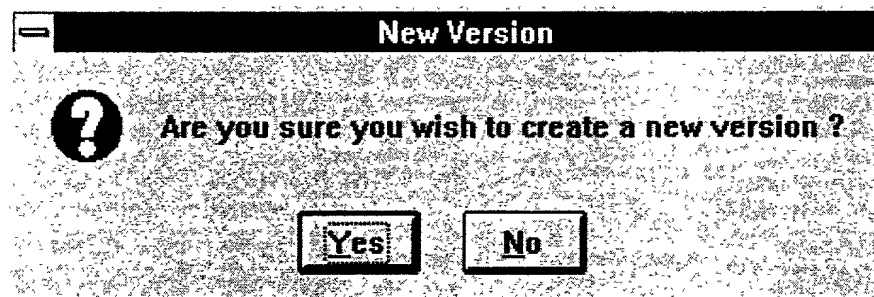 New Version
Are you sure you wish to create a new version ?
Yes
No